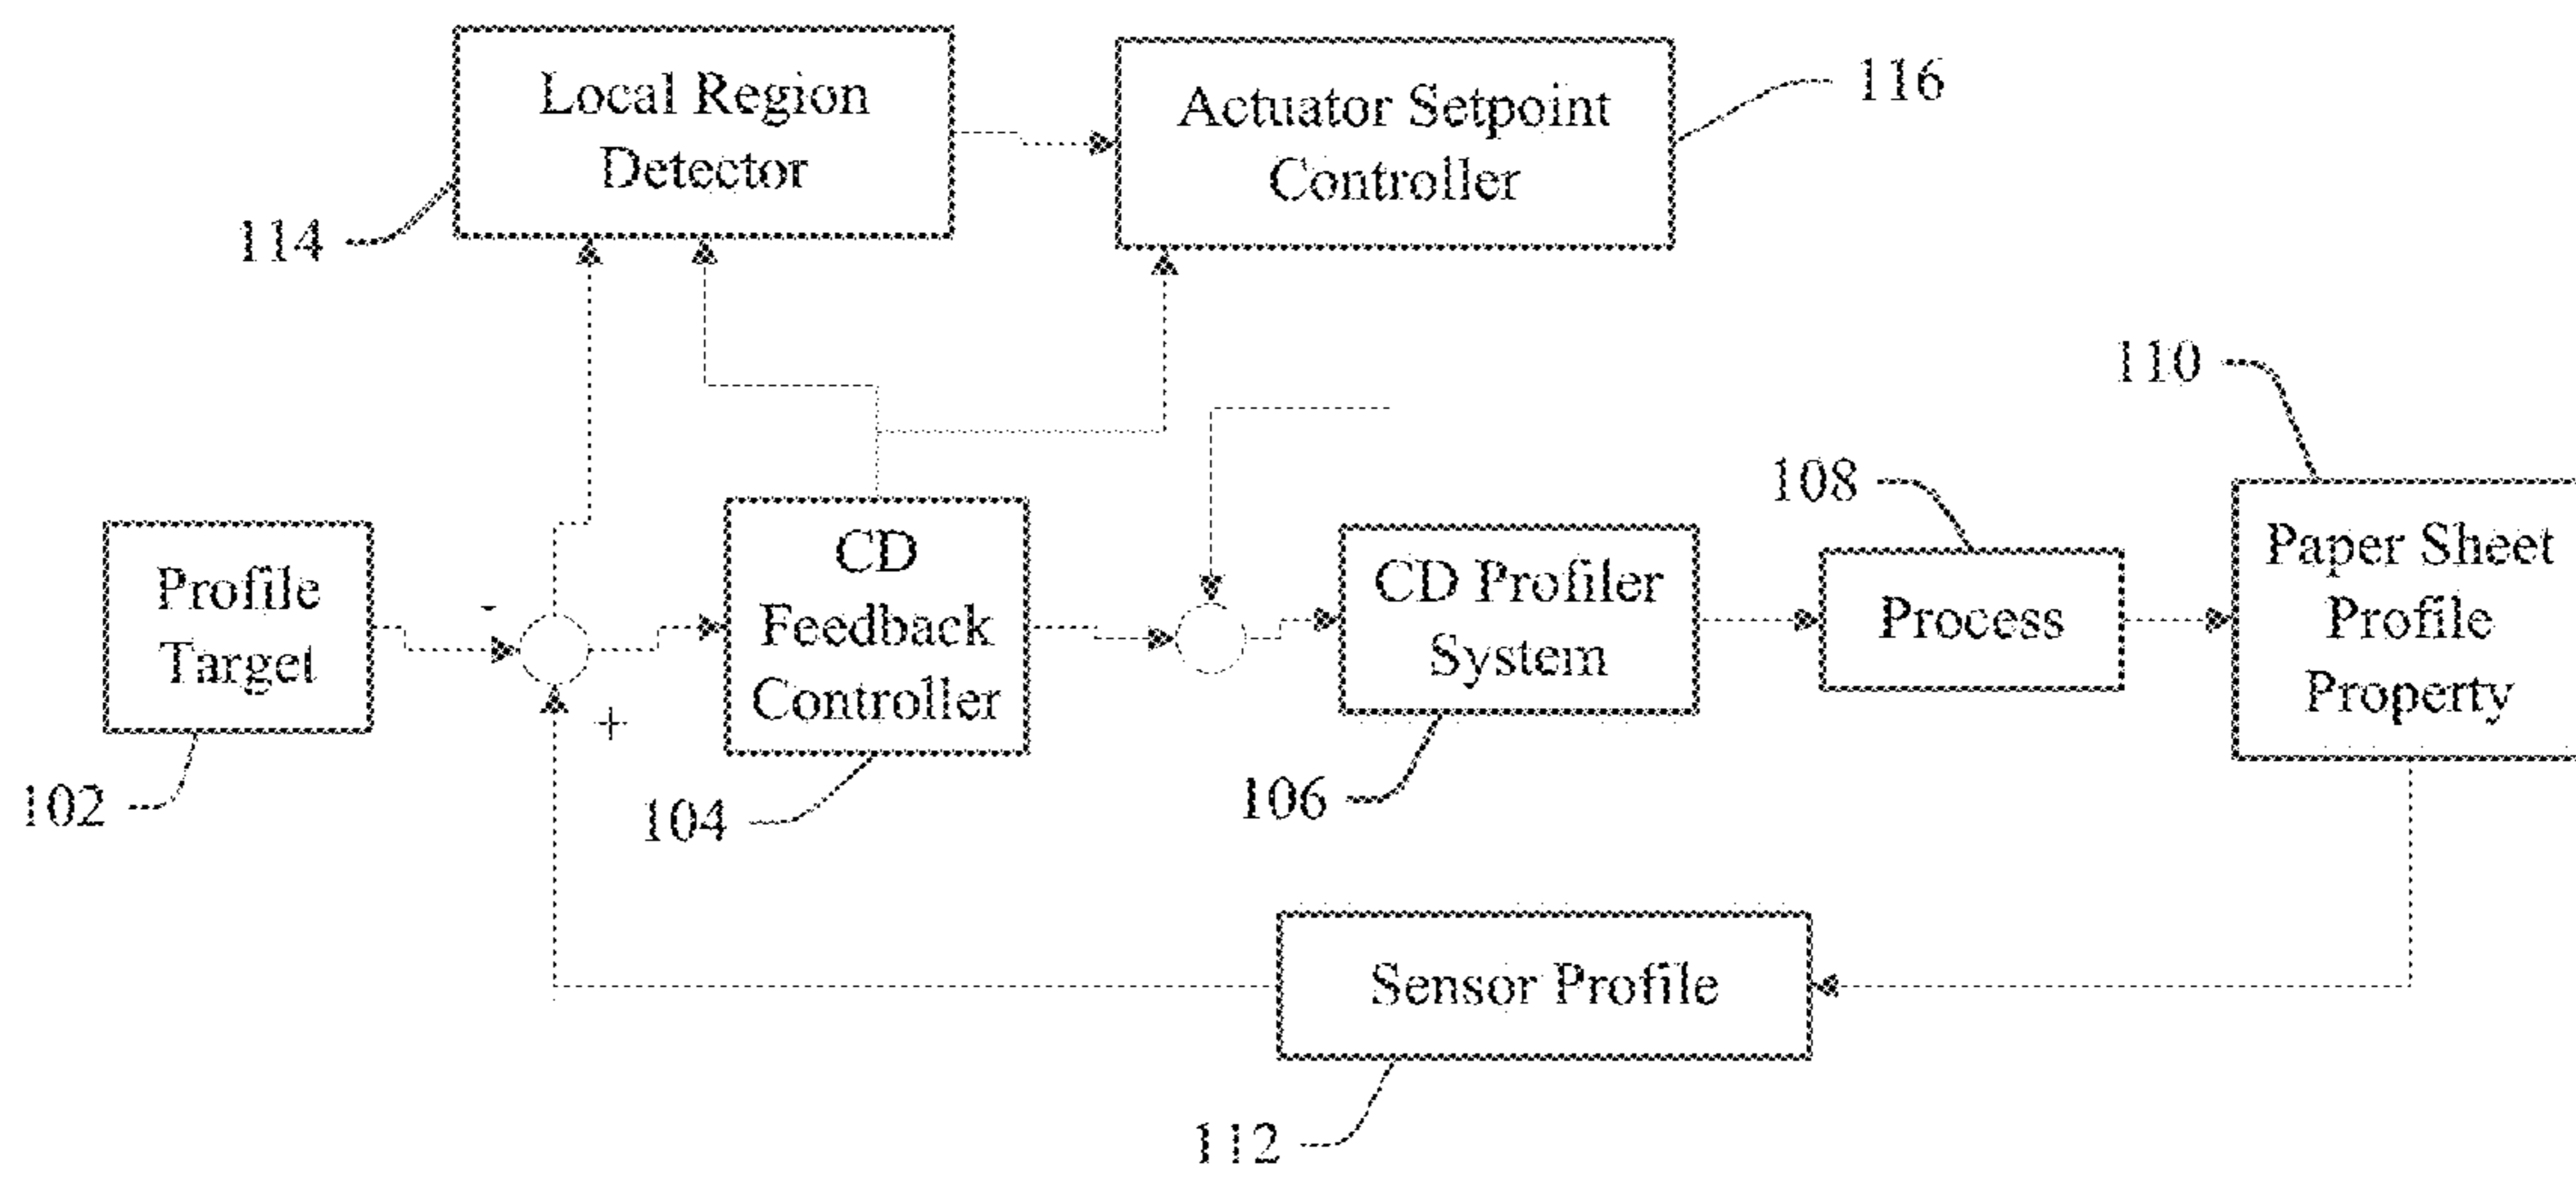 Local Region
Detector
114
Actuator Setpoint
Controller
116
110
108
Profile
Target
102
-
+
CD
Feedback
Controller
104
CD Profiler
System
106
Process
Paper Sheet
Profile
Property
Sensor Profile
112